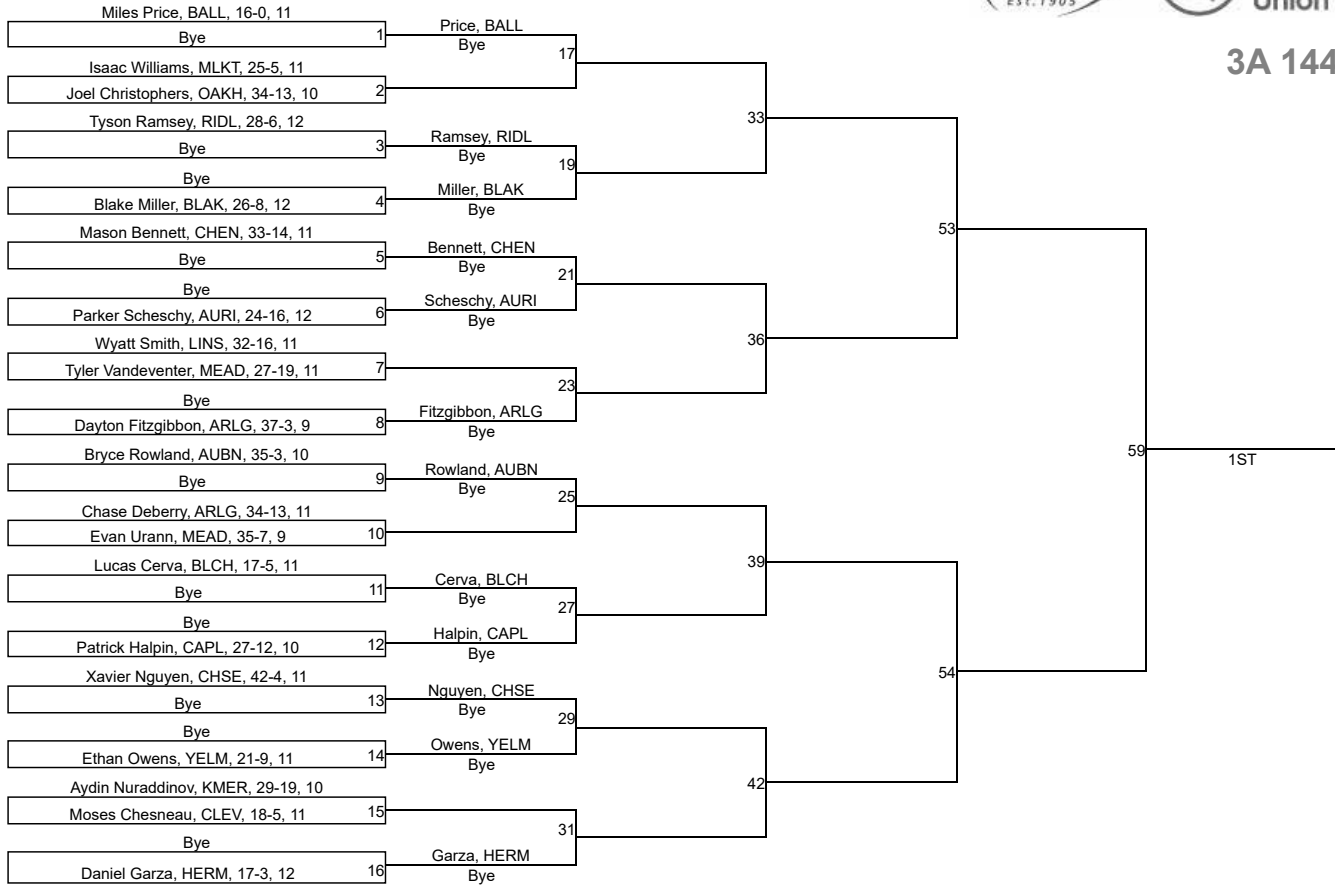 EST. 1905
Union
3A 144
Miles Price, BALL, 16-0, 11
Bye
1
Isaac Williams, MLKT, 25-5, 11
Joel Christophers, OAKH, 34-13, 10
2
Tyson Ramsey, RIDL, 28-6, 12
Bye
3
Bye
Blake Miller, BLAK, 26-8, 12
4
Mason Bennett, CHEN, 33-14, 11
Bye
5
Bye
Parker Scheschy, AURI, 24-16, 12
6
Wyatt Smith, LINS, 32-16, 11
Tyler Vandeventer, MEAD, 27-19, 11
7
Bye
Dayton Fitzgibbon, ARLG, 37-3, 9
8
Bryce Rowland, AUBN, 35-3, 10
Bye
9
Chase Deberry, ARLG, 34-13, 11
Evan Urann, MEAD, 35-7, 9
10
Lucas Cerva, BLCH, 17-5, 11
Bye
11
Bye
Patrick Halpin, CAPL, 27-12, 10
12
Xavier Nguyen, CHSE, 42-4, 11
Bye
13
Bye
Ethan Owens, YELM, 21-9, 11
14
Aydin Nuraddinov, KMER, 29-19, 10
Moses Chesneau, CLEV, 18-5, 11
15
Bye
Daniel Garza, HERM, 17-3, 12
16
Price, BALL
Bye
17
Ramsey, RIDL
Bye
19
Miller, BLAK
Bye
Bennett, CHEN
Bye
21
Scheschy, AURI
Bye
23
Fitzgibbon, ARLG
Bye
Rowland, AUBN
Bye
25
Cerva, BLCH
Bye
27
Halpin, CAPL
Bye
Nguyen, CHSE
Bye
29
Owens, YELM
Bye
31
Garza, HERM
Bye
33
36
39
42
53
54
59
1ST